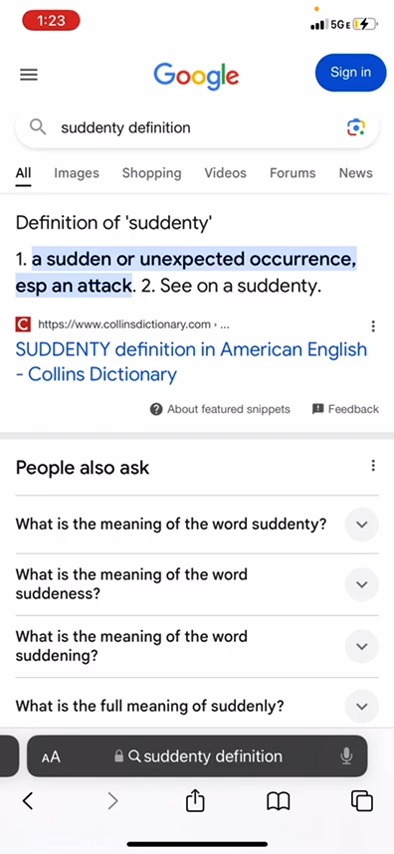 1:23
5GE
Google
Sign in
suddenty definition
All Images Shopping Videos Forums News
Definition of 'suddenty'
1. a sudden or unexpected occurrence,
esp an attack. 2. See on a suddenty.
C https://www.collinsdictionary.com › ...
SUDDENTY definition in American English
- Collins Dictionary
About featured snippets Feedback
People also ask
What is the meaning of the word suddenty?
What is the meaning of the word
suddeness?
What is the meaning of the word
suddening?
What is the full meaning of suddenly?
AA suddenty definition